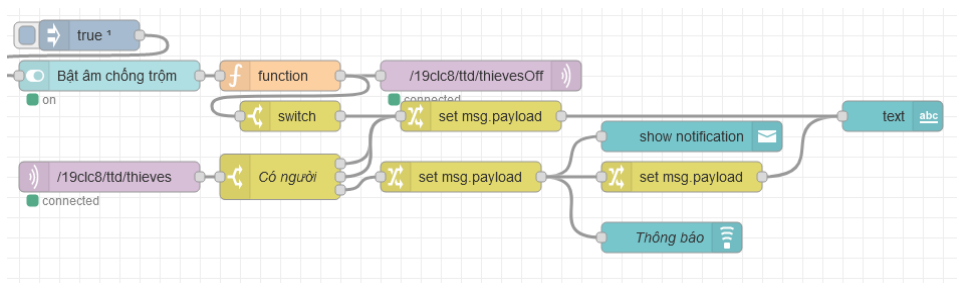 true ¹
Bật âm chống trộm
function
/19clc8/ttd/thievesOff
on
connected
switch
set msg.payload
text
abc
show notification
/19clc8/ttd/thieves
Có người
set msg.payload
set msg.payload
connected
Thông báo